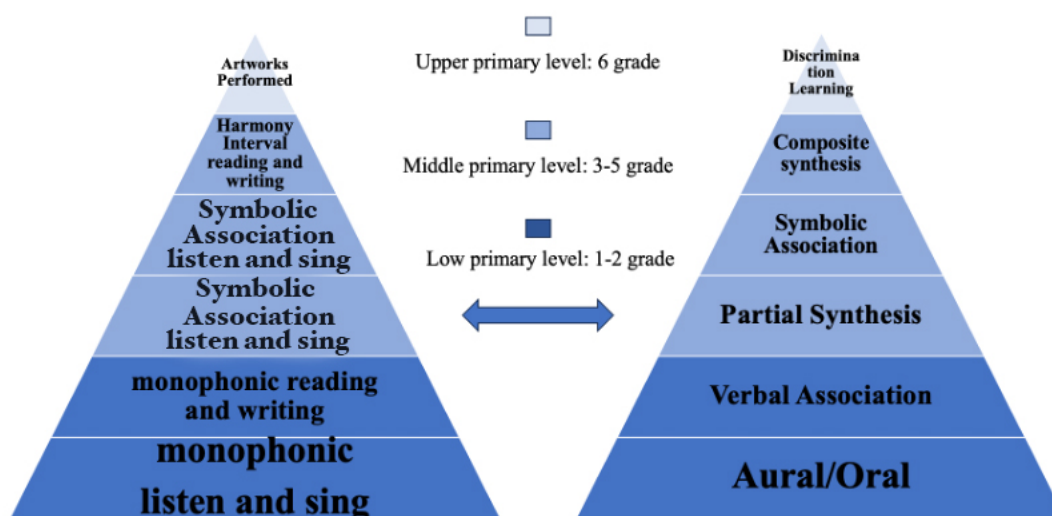 Artworks
Performed
Harmony
Interval
reading and
writing
Symbolic
Association
listen and sing
Symbolic
Association
listen and sing
monophonic reading
and writing
monophonic
listen and sing
Upper primary level: 6 grade
Middle primary level: 3-5 grade
Low primary level: 1-2 grade
Discrimina
tion
Learning
Composite
synthesis
Symbolic
Association
Partial Synthesis
Verbal Association
Aural/Oral